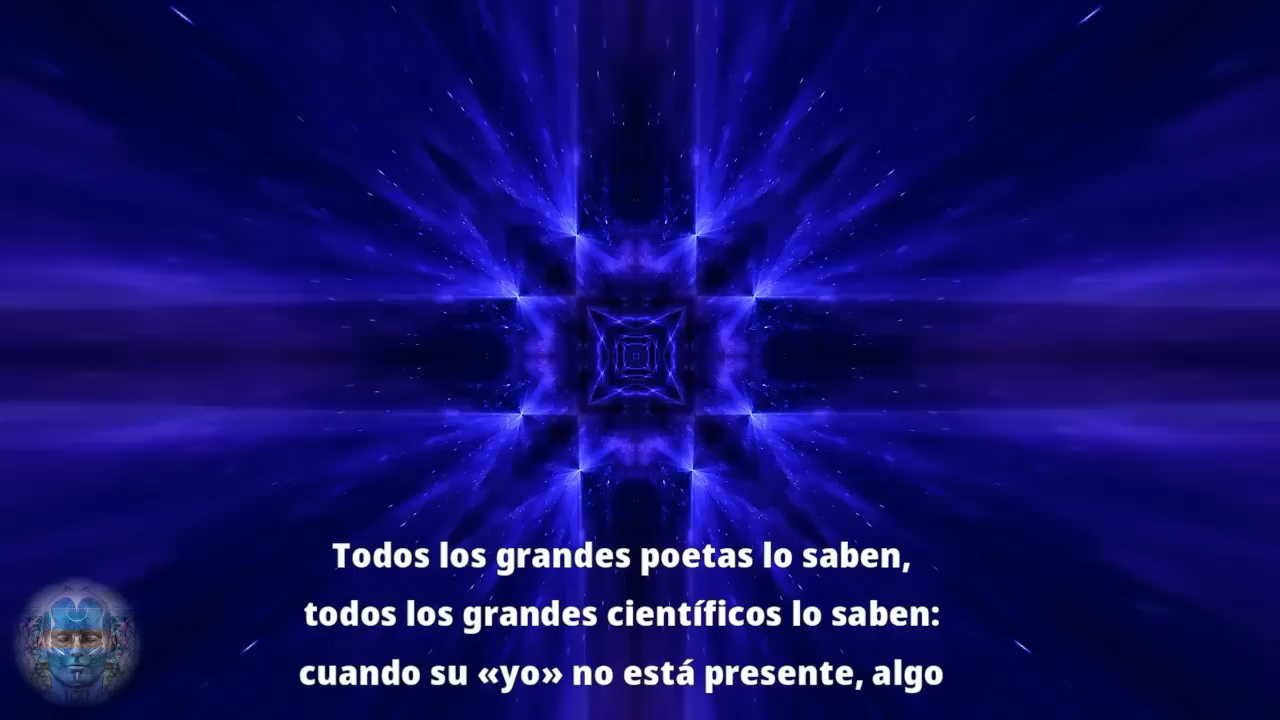 Todos los grandes poetas lo saben,
todos los grandes científicos lo saben:
cuando su «yo» no está presente, algo